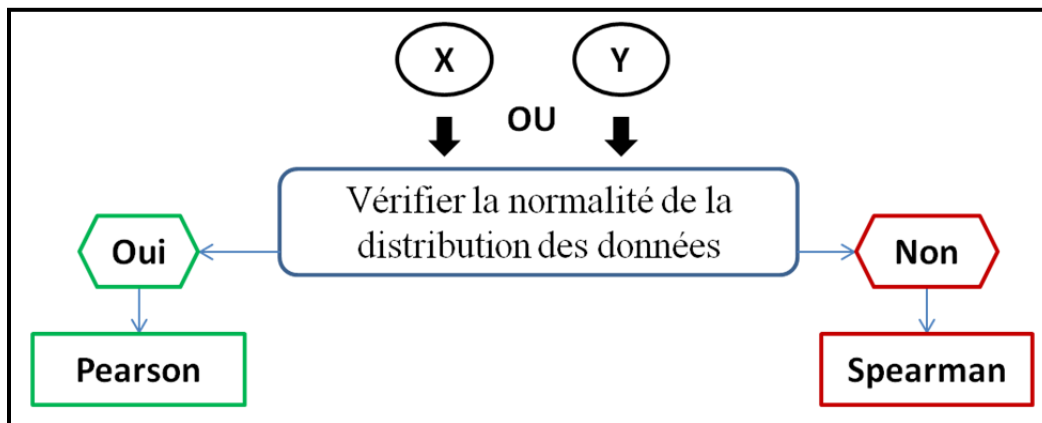 X
Y
OU
Vérifier la normalité de la
distribution des données
Oui
Non
Pearson
Spearman